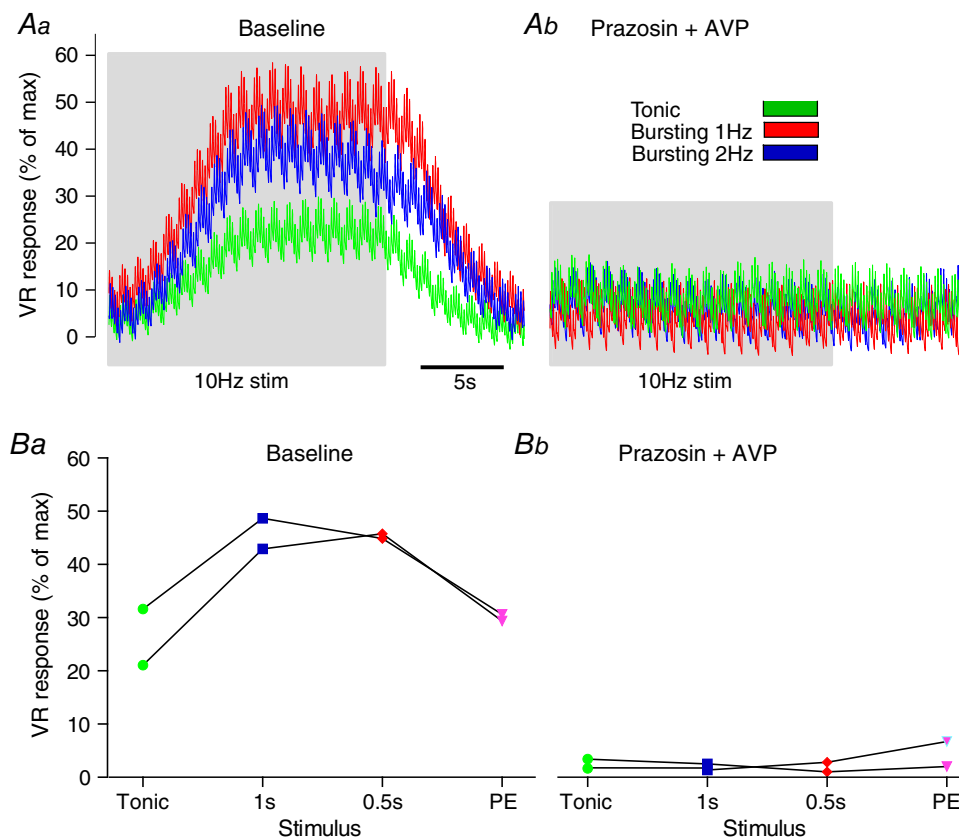 Aa
Baseline
Ab
Prazosin + AVP
60
50
40
30
20
10
0
VR response (% of max)
Tonic
Bursting 1Hz
Bursting 2Hz
10Hz stim
5s
10Hz stim
Ba
Baseline
Bb
Prazosin + AVP
60
50
40
30
20
10
0
VR response (% of max)
Tonic
1s
0.5s
PE
Stimulus
Tonic
1s
0.5s
PE
Stimulus